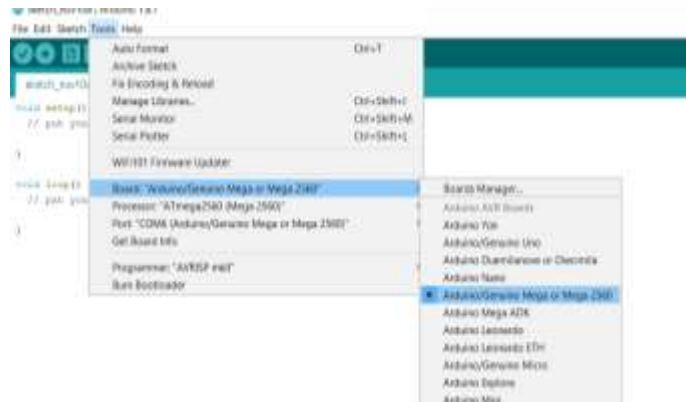 File Edit Sketch Tools Help
Auto Format Ctrl+T
Archive Sketch
Fix Encoding & Reload
Manage Libraries... Ctrl+Shift+I
Serial Monitor Ctrl+Shift+M
Serial Plotter Ctrl+Shift+L
WiFi101 Firmware Updater
Board: "Arduino/Genuino Mega or Mega 2560"
Processor: "ATmega2560 (Mega 2560)"
Port: "COM6 (Arduino/Genuino Mega or Mega 2560)"
Get Board Info
Programmer: "AVRISP mkII"
Burn Bootloader
void setup()
// put you
}
void loop()
// put you
}
Boards Manager...
Arduino AVR Boards
Arduino Yún
Arduino/Genuino Uno
Arduino Duemilanove or Diecimila
Arduino Nano
Arduino/Genuino Mega or Mega 2560
Arduino Mega ADK
Arduino Leonardo
Arduino Leonardo ETH
Arduino/Genuino Micro
Arduino Esplora
Arduino Mini